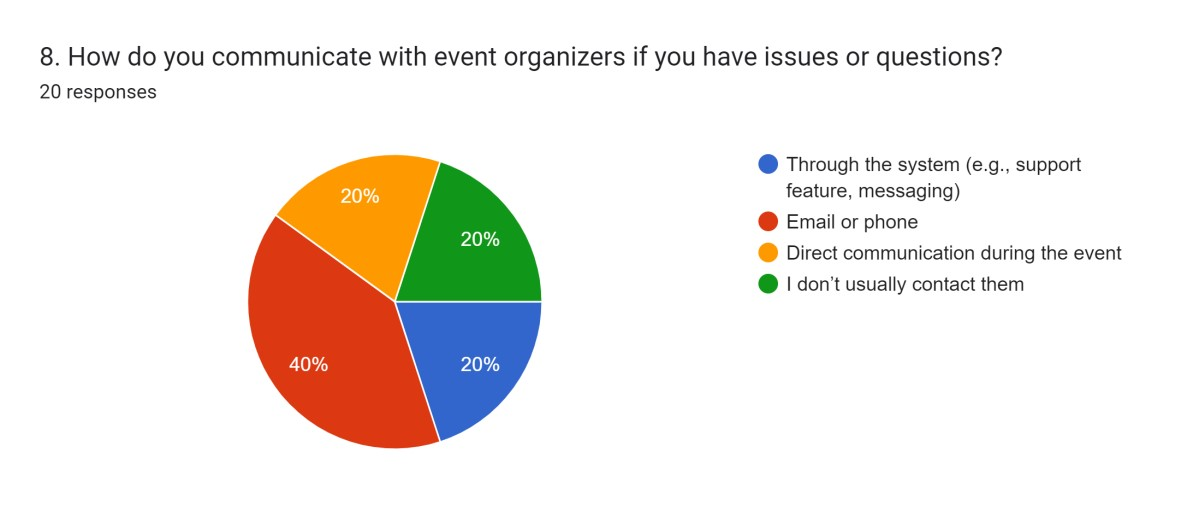 8. How do you communicate with event organizers if you have issues or questions?
20 responses
20%
20%
40%
20%
Through the system (e.g., support
feature, messaging)
Email or phone
Direct communication during the event
I don’t usually contact them